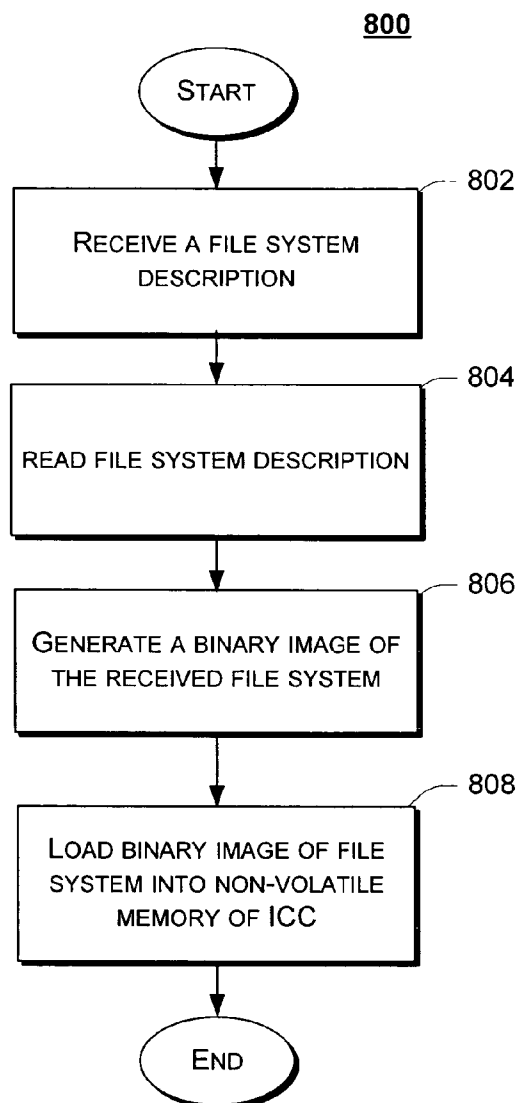 800
START
802
RECEIVE A FILE SYSTEM
DESCRIPTION
804
READ FILE SYSTEM DESCRIPTION
806
GENERATE A BINARY IMAGE OF
THE RECEIVED FILE SYSTEM
808
LOAD BINARY IMAGE OF FILE
SYSTEM INTO NON-VOLATILE
MEMORY OF ICC
END